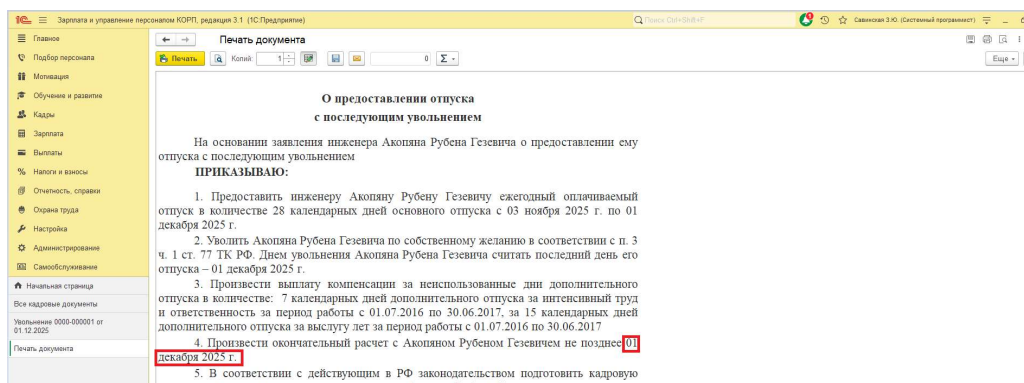 1С Зарплата и управление персоналом КОРП, редакция 3.1 (1С:Предприятие) Поиск Ctrl+Shift+F Савинская З.Ю. (Системный программист)
Главное
Подбор персонала
Мотивация
Обучение и развитие
Кадры
Зарплата
Выплаты
Налоги и взносы
Отчетность, справки
Охрана труда
Настройка
Администрирование
Самообслуживание
Начальная страница
Все кадровые документы
Увольнение 0000-000001 от
01.12.2025
Печать документа
Печать документа
Печать Копий: 1 0 Σ Еще
О предоставлении отпуска
с последующим увольнением
На основании заявления инженера Акопяна Рубена Гезевича о предоставлении ему
отпуска с последующим увольнением
ПРИКАЗЫВАЮ:
1. Предоставить инженеру Акопяну Рубену Гезевичу ежегодный оплачиваемый
отпуск в количестве 28 календарных дней основного отпуска с 03 ноября 2025 г. по 01
декабря 2025 г.
2. Уволить Акопяна Рубена Гезевича по собственному желанию в соответствии с п. 3
ч. 1 ст. 77 ТК РФ. Днем увольнения Акопяна Рубена Гезевича считать последний день его
отпуска – 01 декабря 2025 г.
3. Произвести выплату компенсации за неиспользованные дни дополнительного
отпуска в количестве: 7 календарных дней дополнительного отпуска за интенсивный труд
и ответственность за период работы с 01.07.2016 по 30.06.2017, за 15 календарных дней
дополнительного отпуска за выслугу лет за период работы с 01.07.2016 по 30.06.2017
4. Произвести окончательный расчет с Акопяном Рубеном Гезевичем не позднее 01
декабря 2025 г.
5. В соответствии с действующим в РФ законодательством подготовить кадровую